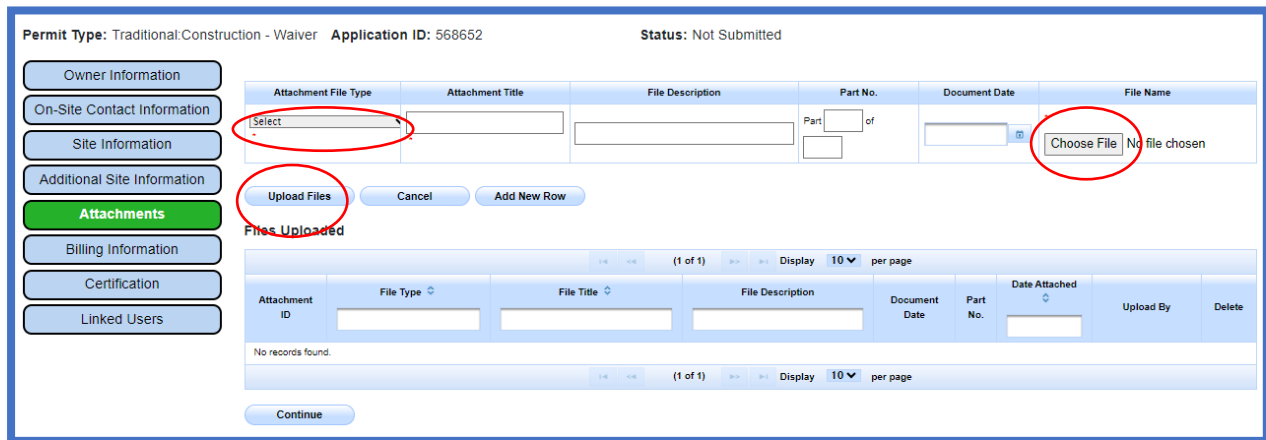 Permit Type: Traditional:Construction - Waiver Application ID: 568652 Status: Not Submitted
Owner Information
On-Site Contact Information
Site Information
Additional Site Information
Attachments
Billing Information
Certification
Linked Users
Attachment File Type Attachment Title File Description Part No. Document Date File Name
Select
Part of
Choose File No file chosen
Upload Files Cancel Add New Row
Files Uploaded
(1 of 1) Display 10 per page
Attachment ID File Type File Title File Description Document Date Part No. Date Attached Upload By Delete
No records found.
(1 of 1) Display 10 per page
Continue